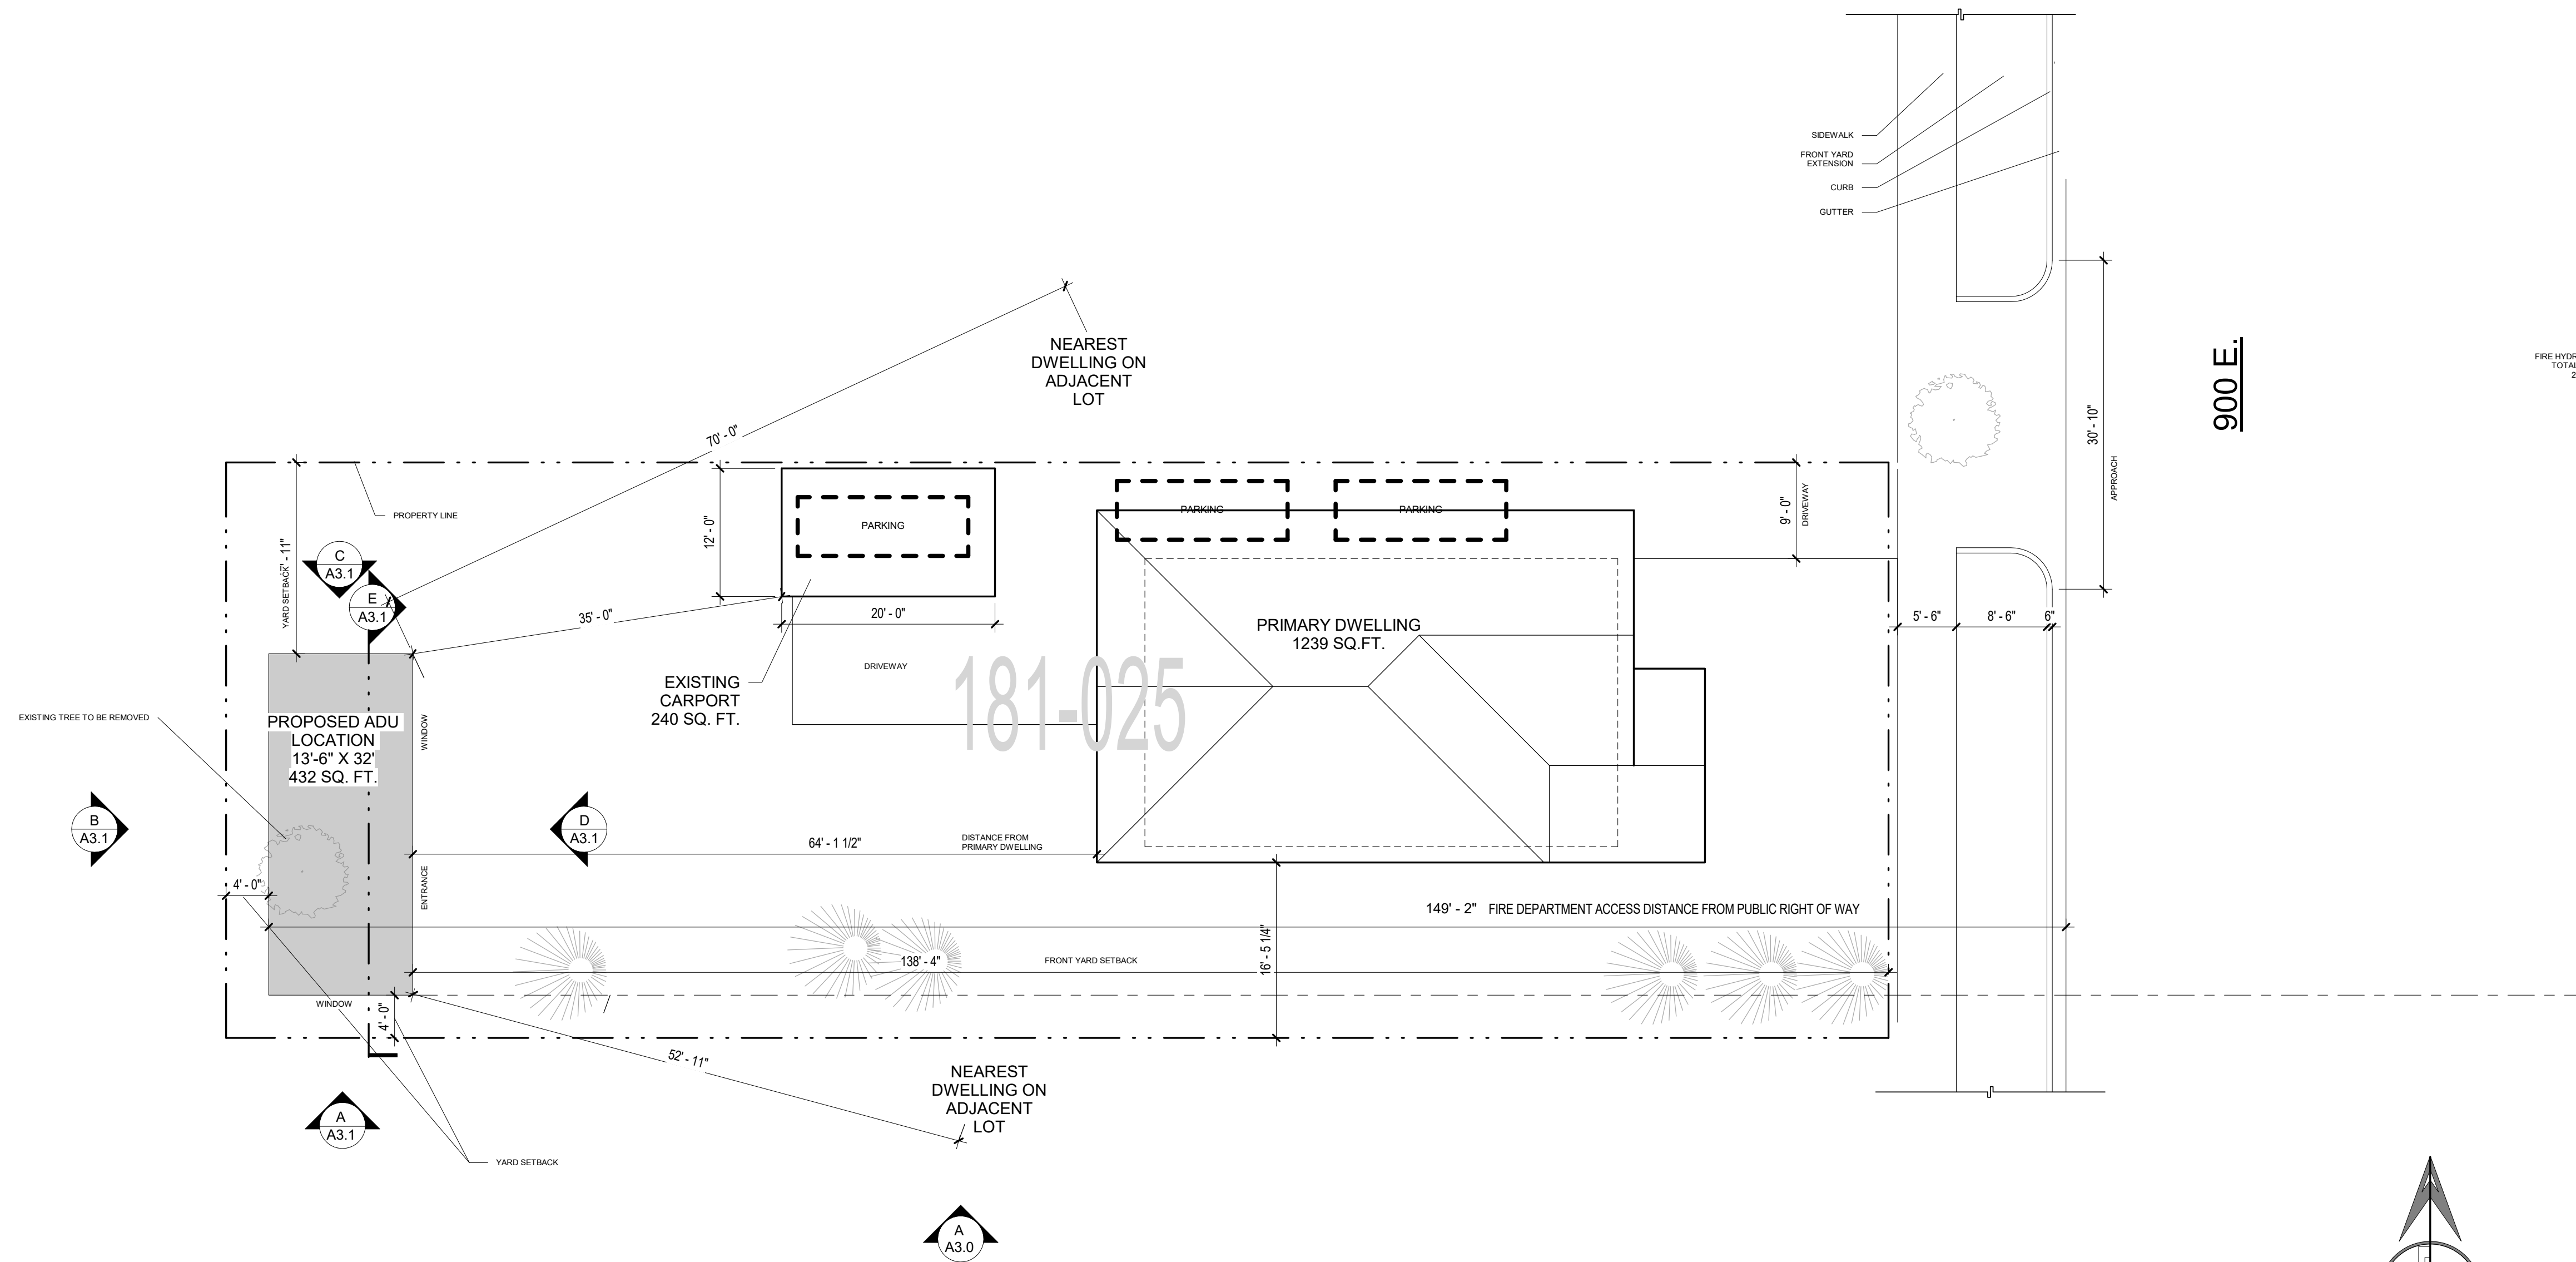 SIDEWALK
FRONT YARD
EXTENSION
CURB
GUTTER
900 E.
FIRE HYDR
TOTAL
2
30' - 10"
APPROACH
NEAREST
DWELLING ON
ADJACENT
LOT
70' - 0"
PROPERTY LINE
YARD SETBACK
C
A3.1
E
A3.1
12' - 0"
PARKING
PARKING
PARKING
9' - 0"
DRIVEWAY
35' - 0"
20' - 0"
5' - 6"
8' - 6"
6"
PRIMARY DWELLING
1239 SQ.FT.
DRIVEWAY
181-025
EXISTING
CARPORT
240 SQ. FT.
EXISTING TREE TO BE REMOVED
PROPOSED ADU
LOCATION
13'-6" X 32'
432 SQ. FT.
WINDOW
B
A3.1
D
A3.1
64' - 1 1/2"
DISTANCE FROM
PRIMARY DWELLING
4' - 0"
ENTRANCE
149' - 2"
FIRE DEPARTMENT ACCESS DISTANCE FROM PUBLIC RIGHT OF WAY
16' - 5 1/4"
138' - 4"
FRONT YARD SETBACK
WINDOW
4' - 0"
52' - 11"
NEAREST
DWELLING ON
ADJACENT
LOT
A
A3.1
YARD SETBACK
A
A3.0